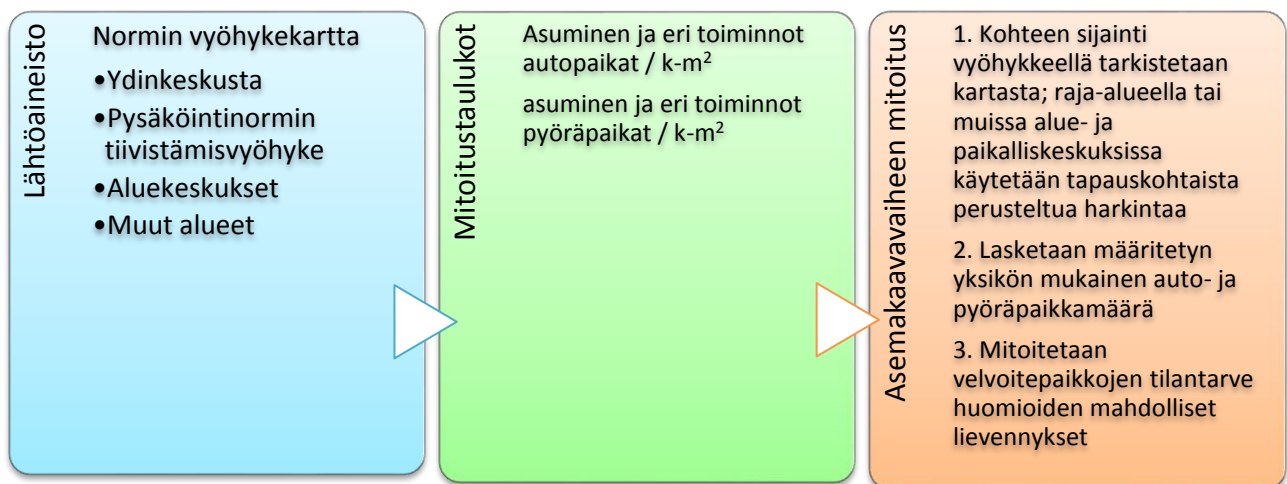 Lähtöaineisto
Normin vyöhykekartta
•Ydinkeskusta
•Pysäköintinormin
tiivistämisvyöhyke
•Aluekeskukset
•Muut alueet
Mitoitustaulukot
Asuminen ja eri toiminnot
autopaikat / k-m²
asuminen ja eri toiminnot
pyöräpaikat / k-m²
Asemakaavavaiheen mitoitus
1. Kohteen sijainti
vyöhykkeellä tarkistetaan
kartasta; raja-alueella tai
muissa alue- ja
paikalliskeskuksissa
käytetään tapauskohtaista
perusteltua harkintaa
2. Lasketaan määritetyn
yksikön mukainen auto- ja
pyöräpaikkamäärä
3. Mitoitetaan
velvoitepaikkojen tilantarve
huomioiden mahdolliset
lievennykset